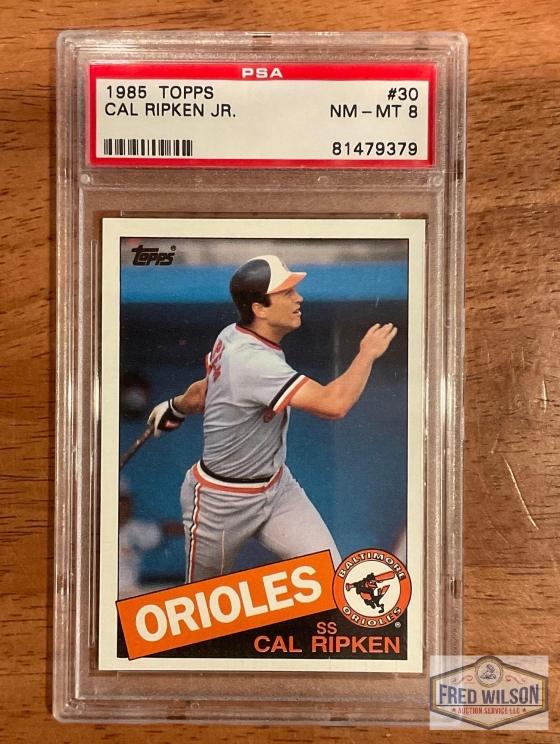 PSA
1985 TOPPS #30
CAL RIPKEN JR. NM-MT 8
81479379
Topps®
ORIOLES
BALTIMORE
ORIOLES
®
SS
CAL RIPKEN
FRED WILSON
AUCTION SERVICE LLC